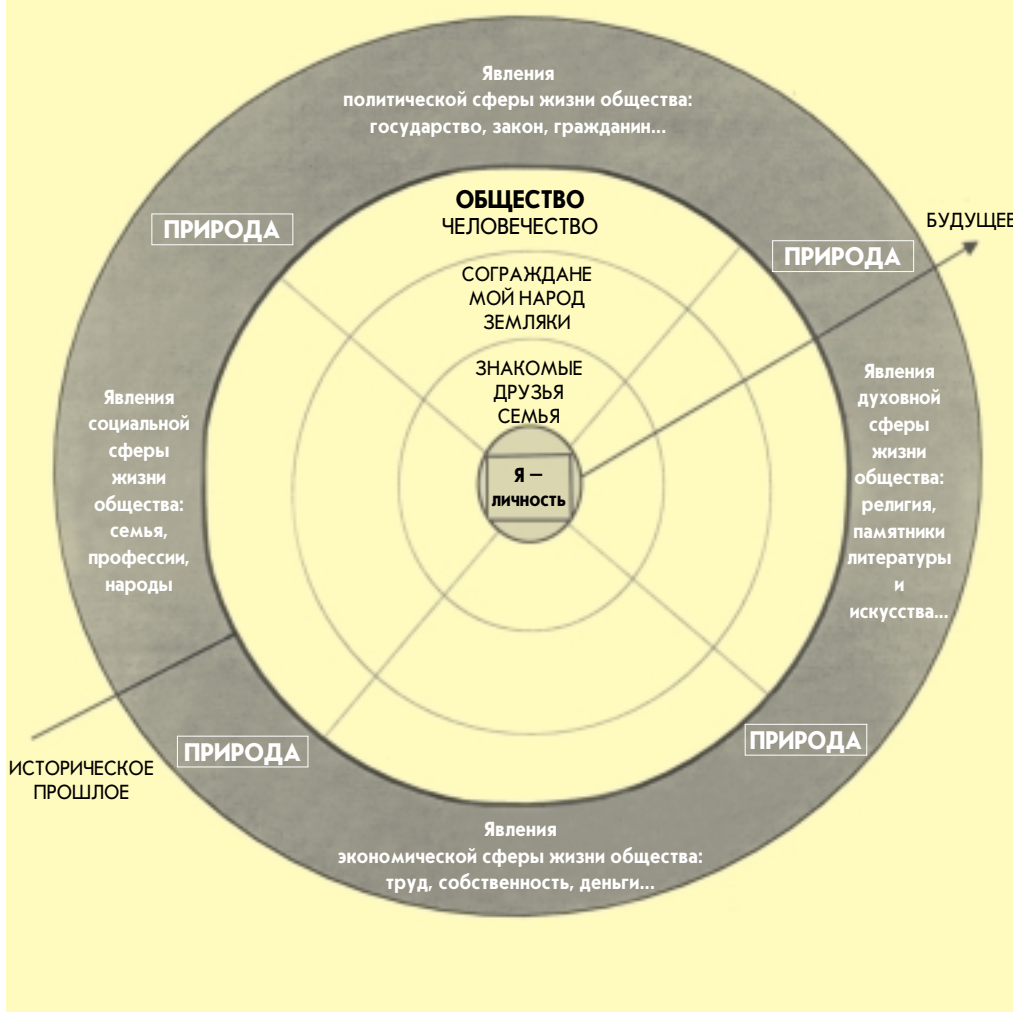 Явления
политической сферы жизни общества:
государство, закон, гражданин...
ОБЩЕСТВО
ЧЕЛОВЕЧЕСТВО
ПРИРОДА
БУДУЩЕЕ
ПРИРОДА
СОГРАЖДАНЕ
МОЙ НАРОД
ЗЕМЛЯКИ
ЗНАКОМЫЕ
ДРУЗЬЯ
СЕМЬЯ
Явления
социальной
сферы
жизни
общества:
семья,
профессии,
народы
Я –
личность
Явления
духовной
сферы
жизни
общества:
религия,
памятники
литературы
и
искусства...
ИСТОРИЧЕСКОЕ
ПРОШЛОЕ
ПРИРОДА
ПРИРОДА
Явления
экономической сферы жизни общества:
труд, собственность, деньги...